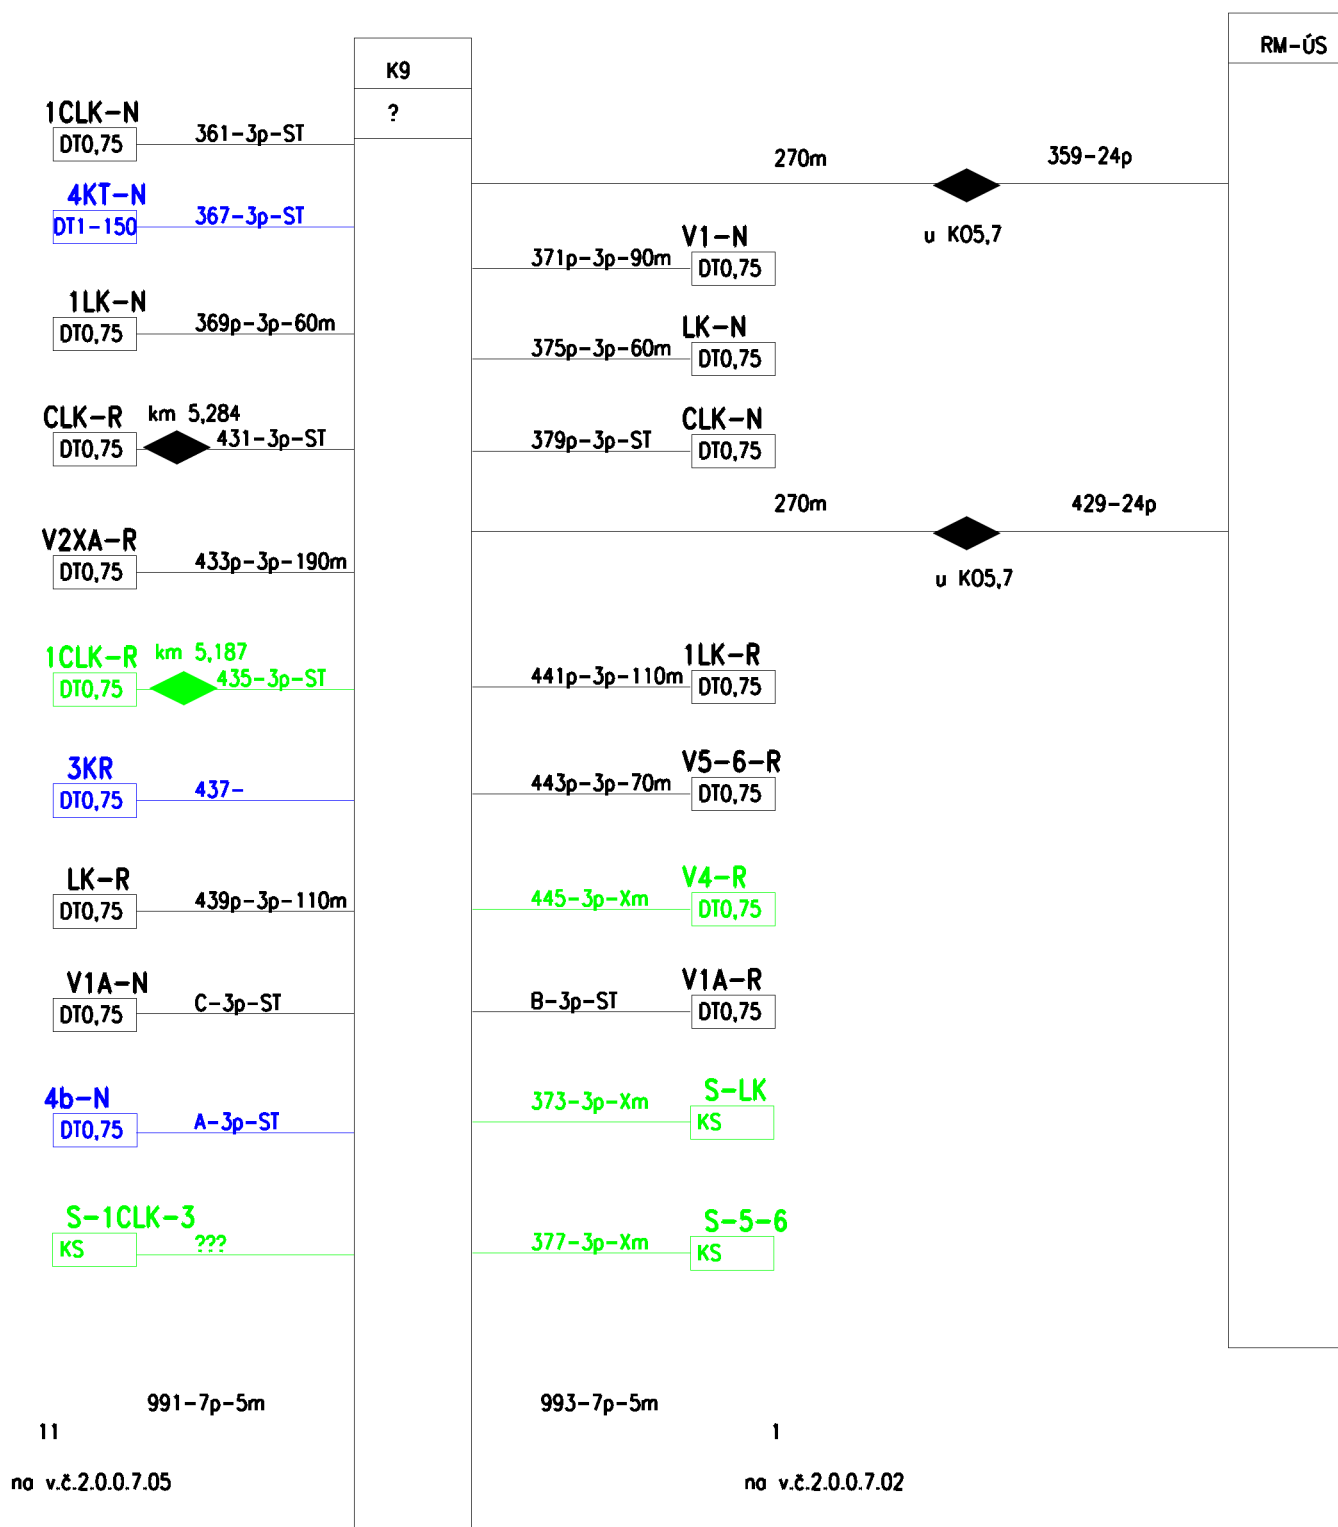 K9
?
RM-ÚS
1CLK-N
DT0,75
361-3p-ST
4KT-N
DT1-150
367-3p-ST
1LK-N
DT0,75
369p-3p-60m
CLK-R
km 5,284
DT0,75
431-3p-ST
V2XA-R
DT0,75
433p-3p-190m
1CLK-R
km 5,187
DT0,75
435-3p-ST
3KR
DT0,75
437-
LK-R
DT0,75
439p-3p-110m
V1A-N
DT0,75
C-3p-ST
4b-N
DT0,75
A-3p-ST
S-1CLK-3
KS
???
270m
359-24p
u KO5,7
V1-N
371p-3p-90m
DT0,75
LK-N
375p-3p-60m
DT0,75
CLK-N
379p-3p-ST
DT0,75
270m
429-24p
u KO5,7
1LK-R
441p-3p-110m
DT0,75
V5-6-R
443p-3p-70m
DT0,75
V4-R
445-3p-Xm
DT0,75
V1A-R
B-3p-ST
DT0,75
S-LK
373-3p-Xm
KS
S-5-6
377-3p-Xm
KS
991-7p-5m
11
na v.č.2.0.0.7.05
993-7p-5m
1
na v.č.2.0.0.7.02